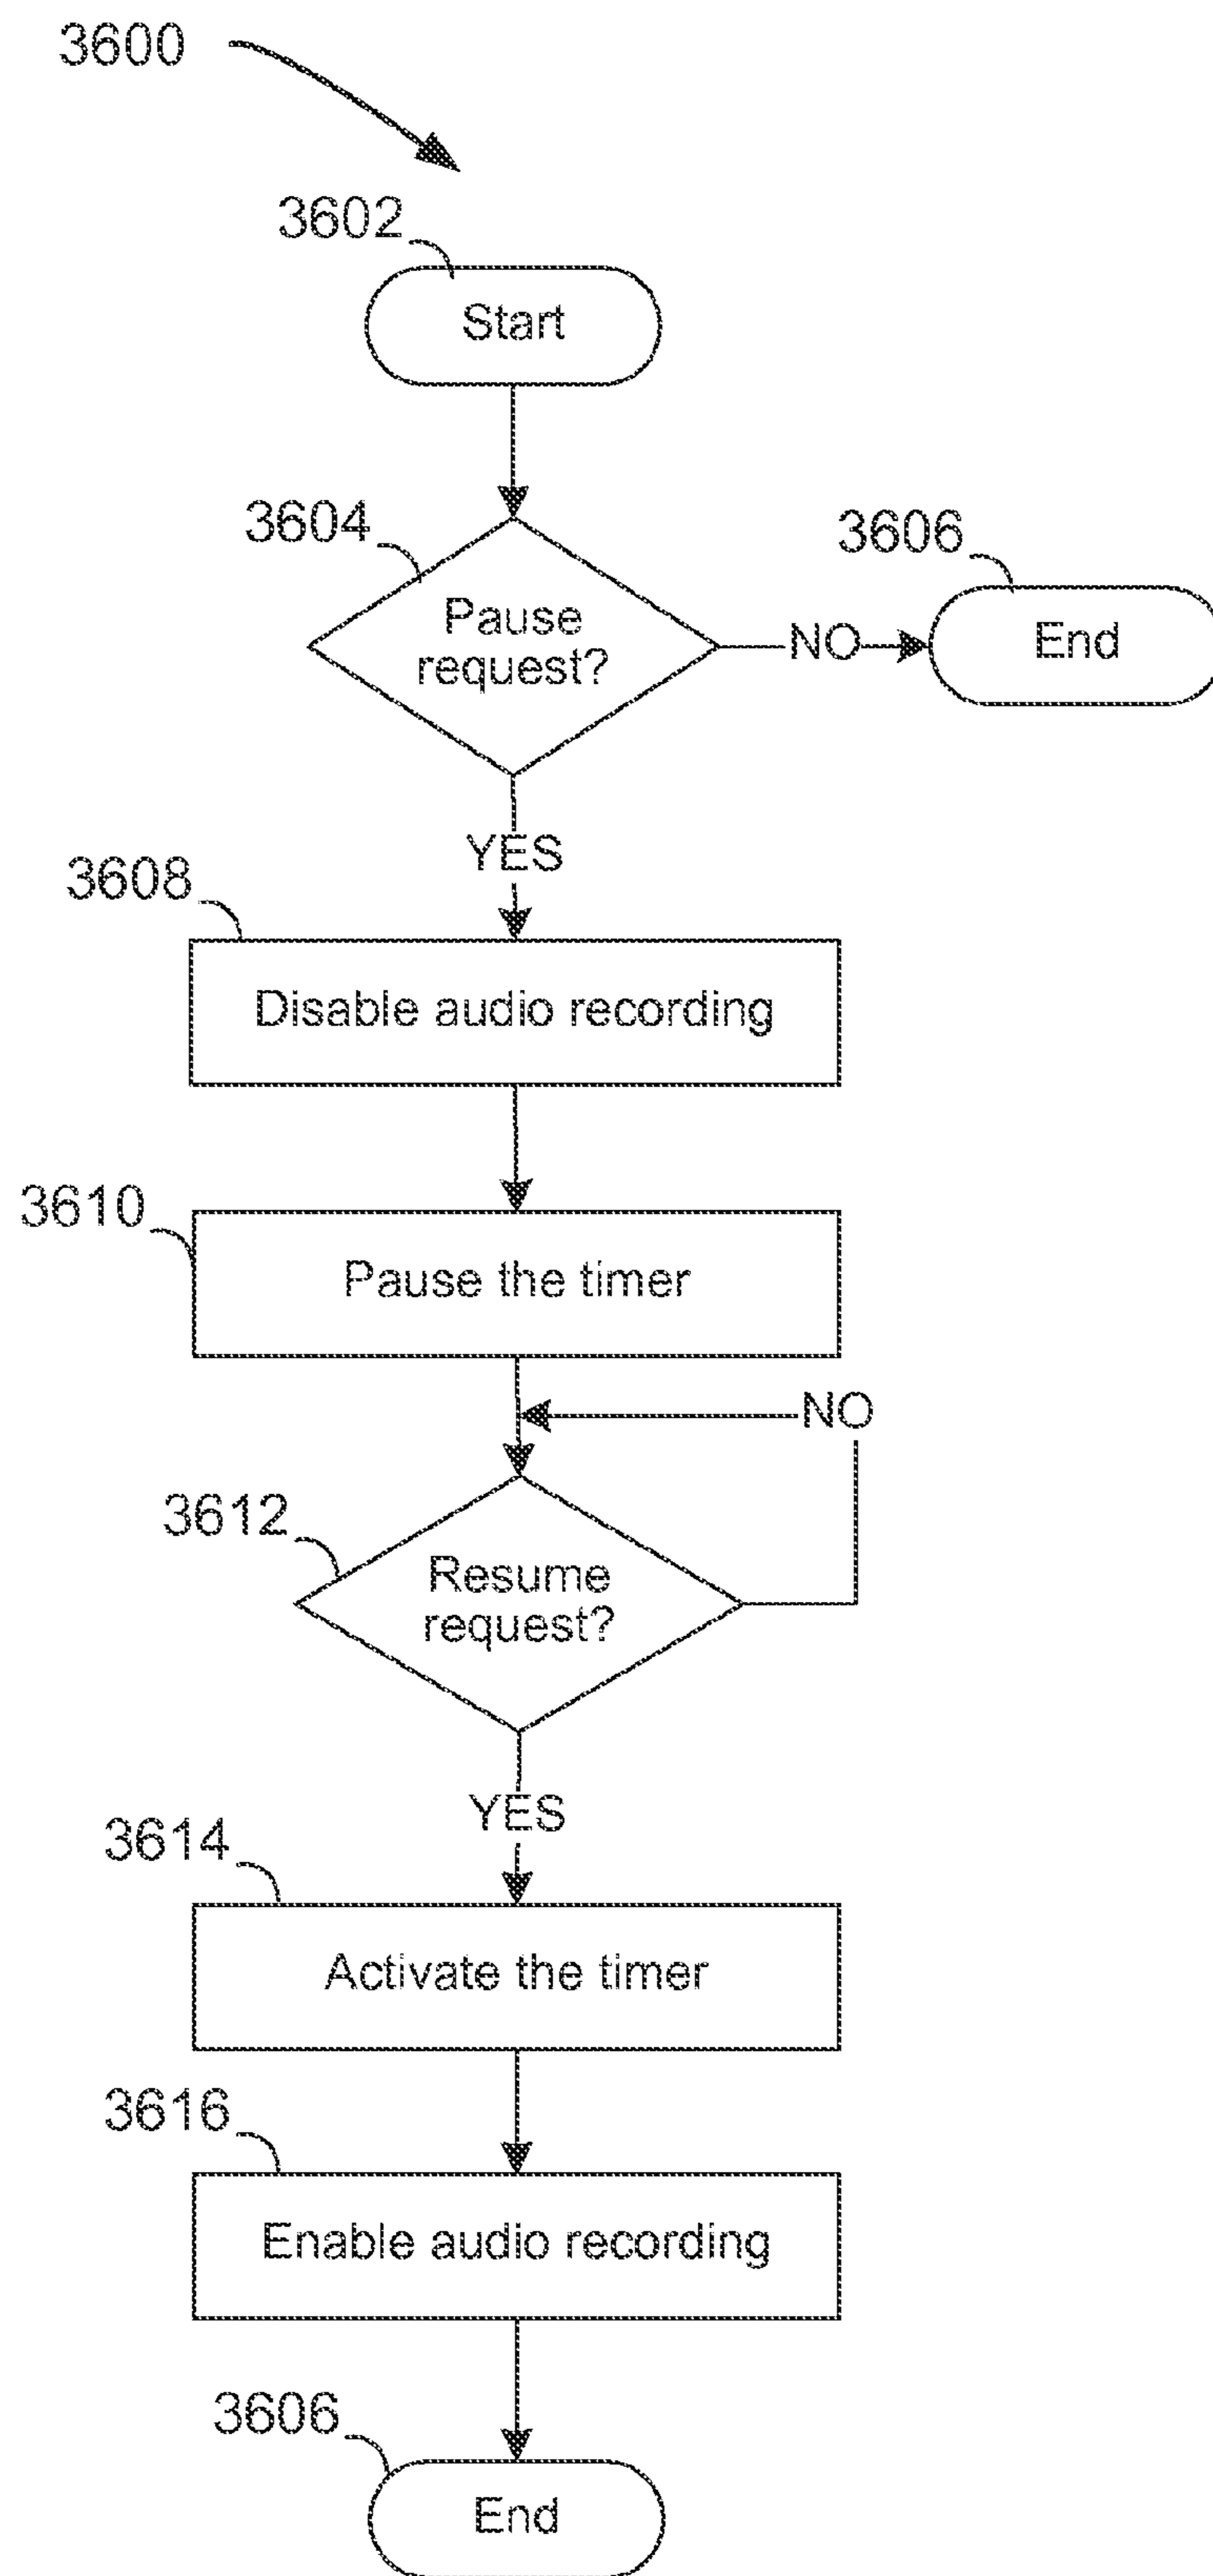 3600
3602
Start
3604
Pause
request?
NO
3606
End
YES
3608
Disable audio recording
3610
Pause the timer
NO
3612
Resume
request?
YES
3614
Activate the timer
3616
Enable audio recording
3606
End